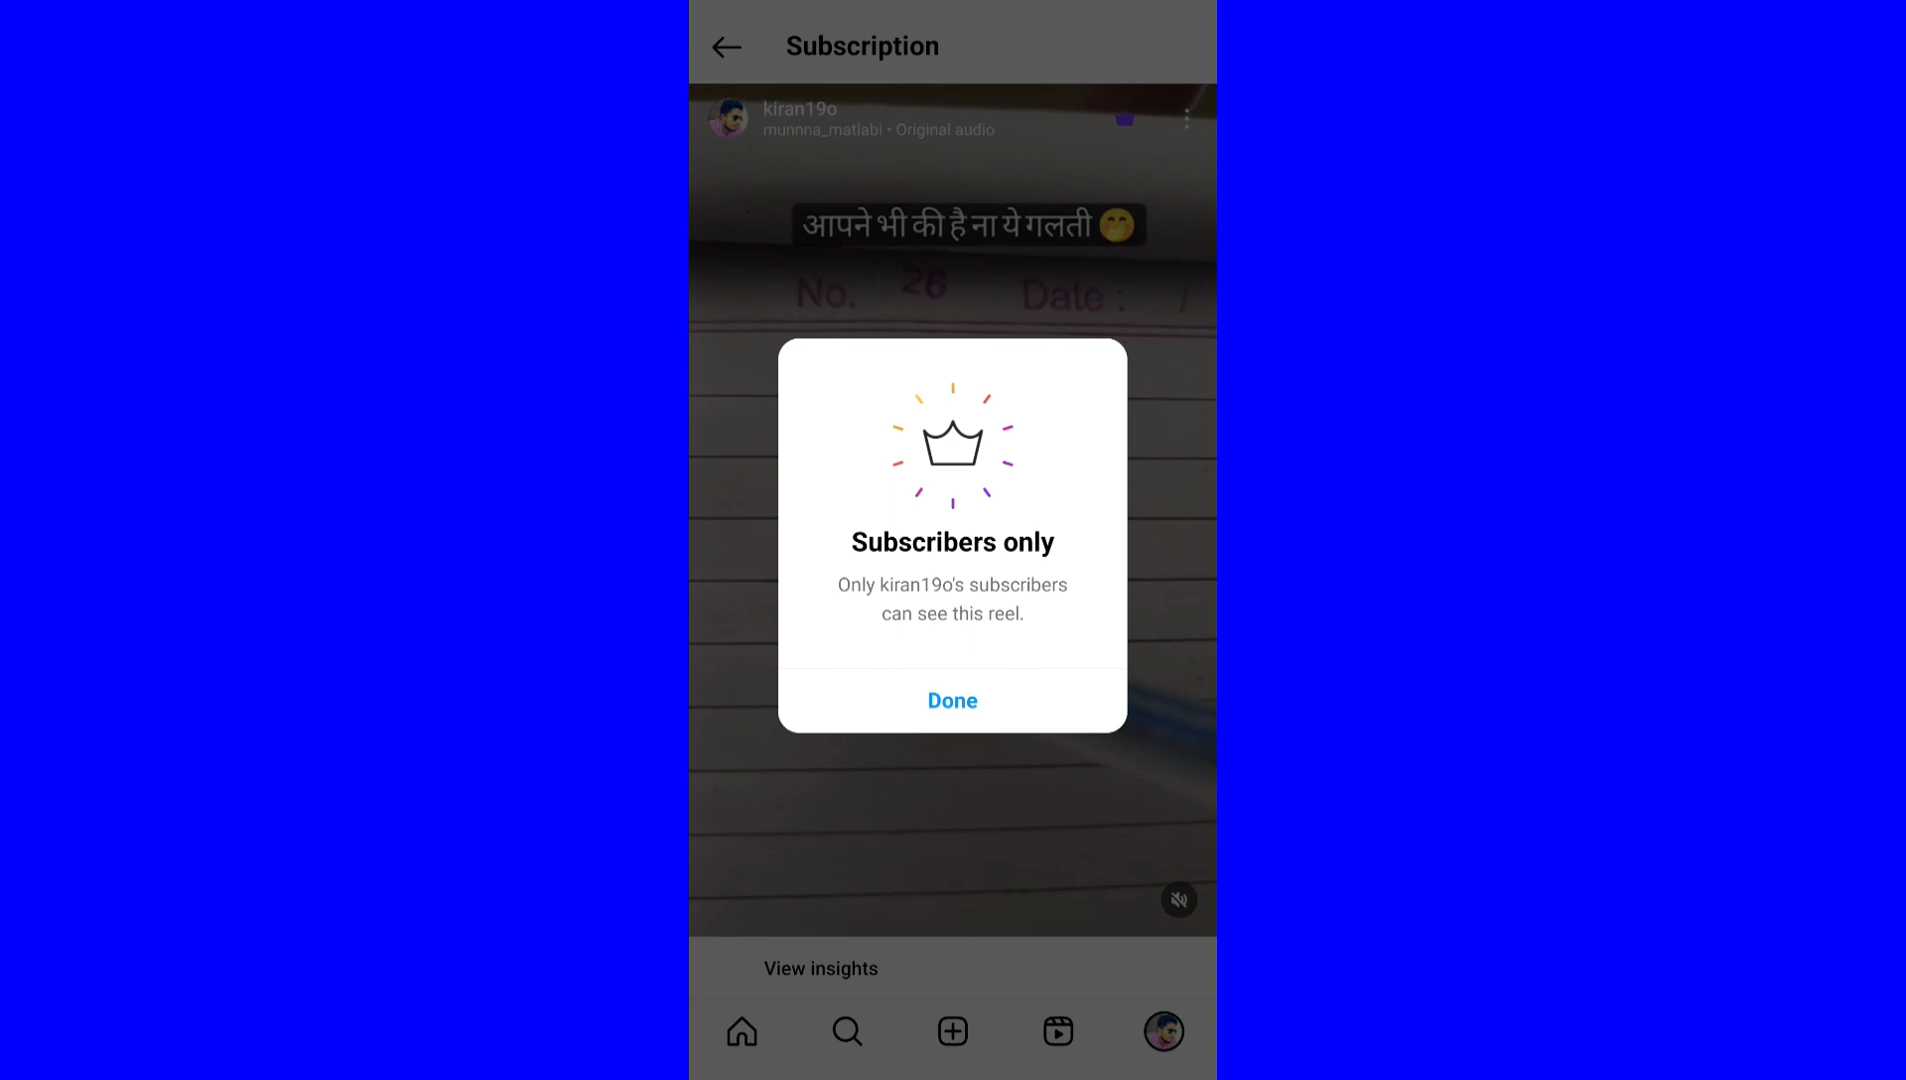 Subscription
kiran19o
munnna_matlabi • Original audio
आपने भी की है ना ये गलती 🤭
No. 26 Date : /
Subscribers only
Only kiran19o's subscribers
can see this reel.
Done
View insights